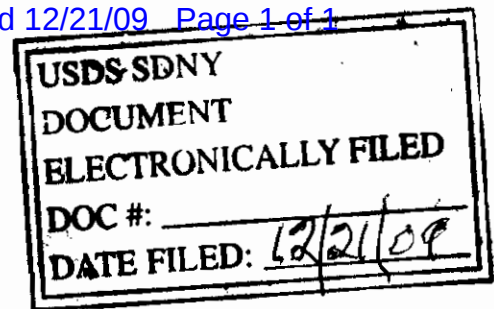 d 12/21/09 Page 1 of 1
USDS SDNY
DOCUMENT
ELECTRONICALLY FILED
DOC #:
DATE FILED: 12/21/09